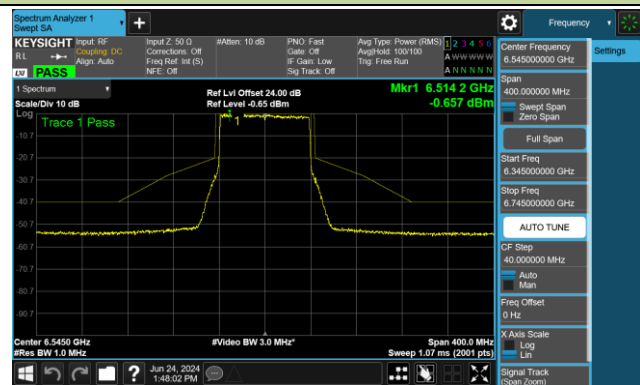 Spectrum Analyzer 1
Swept SA
+
Frequency
KEYSIGHT
RL
LXI
PASS
Input: RF
Coupling: DC
Align: Auto
Input Z: 50 Ω
Corrections: Off
Freq Ref: Int (S)
NFE: Off
#Atten: 10 dB
PNO: Fast
Gate: Off
IF Gain: Low
Sig Track: Off
Avg Type: Power (RMS)
Avg|Hold: 100/100
Trig: Free Run
1 2 3 4 5 6
A W W W W W
A N N N N N
1 Spectrum
Scale/Div 10 dB
Log
Ref Lvl Offset 24.00 dB
Ref Level -0.65 dBm
Mkr1 6.514 2 GHz
-0.657 dBm
Trace 1 Pass
1
-10.7
-20.7
-30.7
-40.7
-50.7
-60.7
-70.7
-80.7
-90.7
Center 6.5450 GHz
#Res BW 1.0 MHz
#Video BW 3.0 MHz*
Span 400.0 MHz
Sweep 1.07 ms (2001 pts)
Jun 24, 2024
1:48:02 PM
?
Center Frequency
6.545000000 GHz
Settings
Span
400.000000 MHz
Swept Span
Zero Span
Full Span
Start Freq
6.345000000 GHz
Stop Freq
6.745000000 GHz
AUTO TUNE
CF Step
40.000000 MHz
Auto
Man
Freq Offset
0 Hz
X Axis Scale
Log
Lin
Signal Track
(Span Zoom)